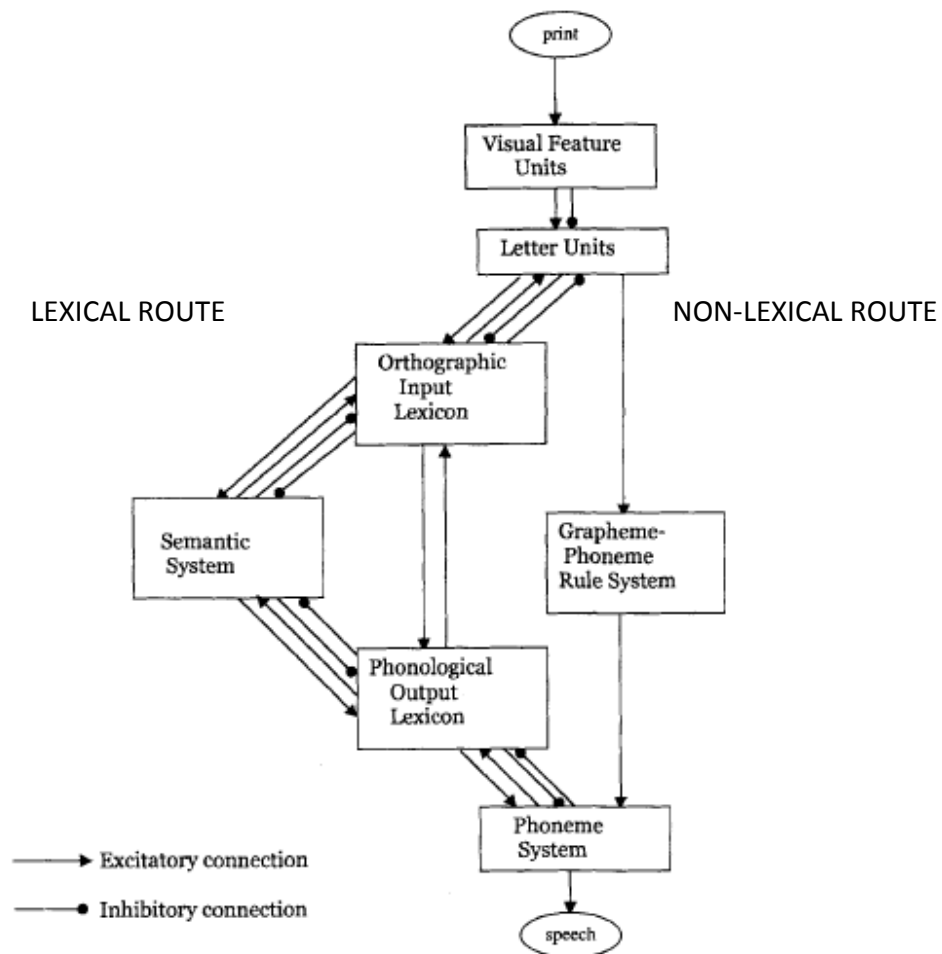 print
Visual Feature
Units
Letter Units
LEXICAL ROUTE
NON-LEXICAL ROUTE
Orthographic
Input
Lexicon
Semantic
System
Grapheme-
Phoneme
Rule System
Phonological
Output
Lexicon
Phoneme
System
Excitatory connection
Inhibitory connection
speech